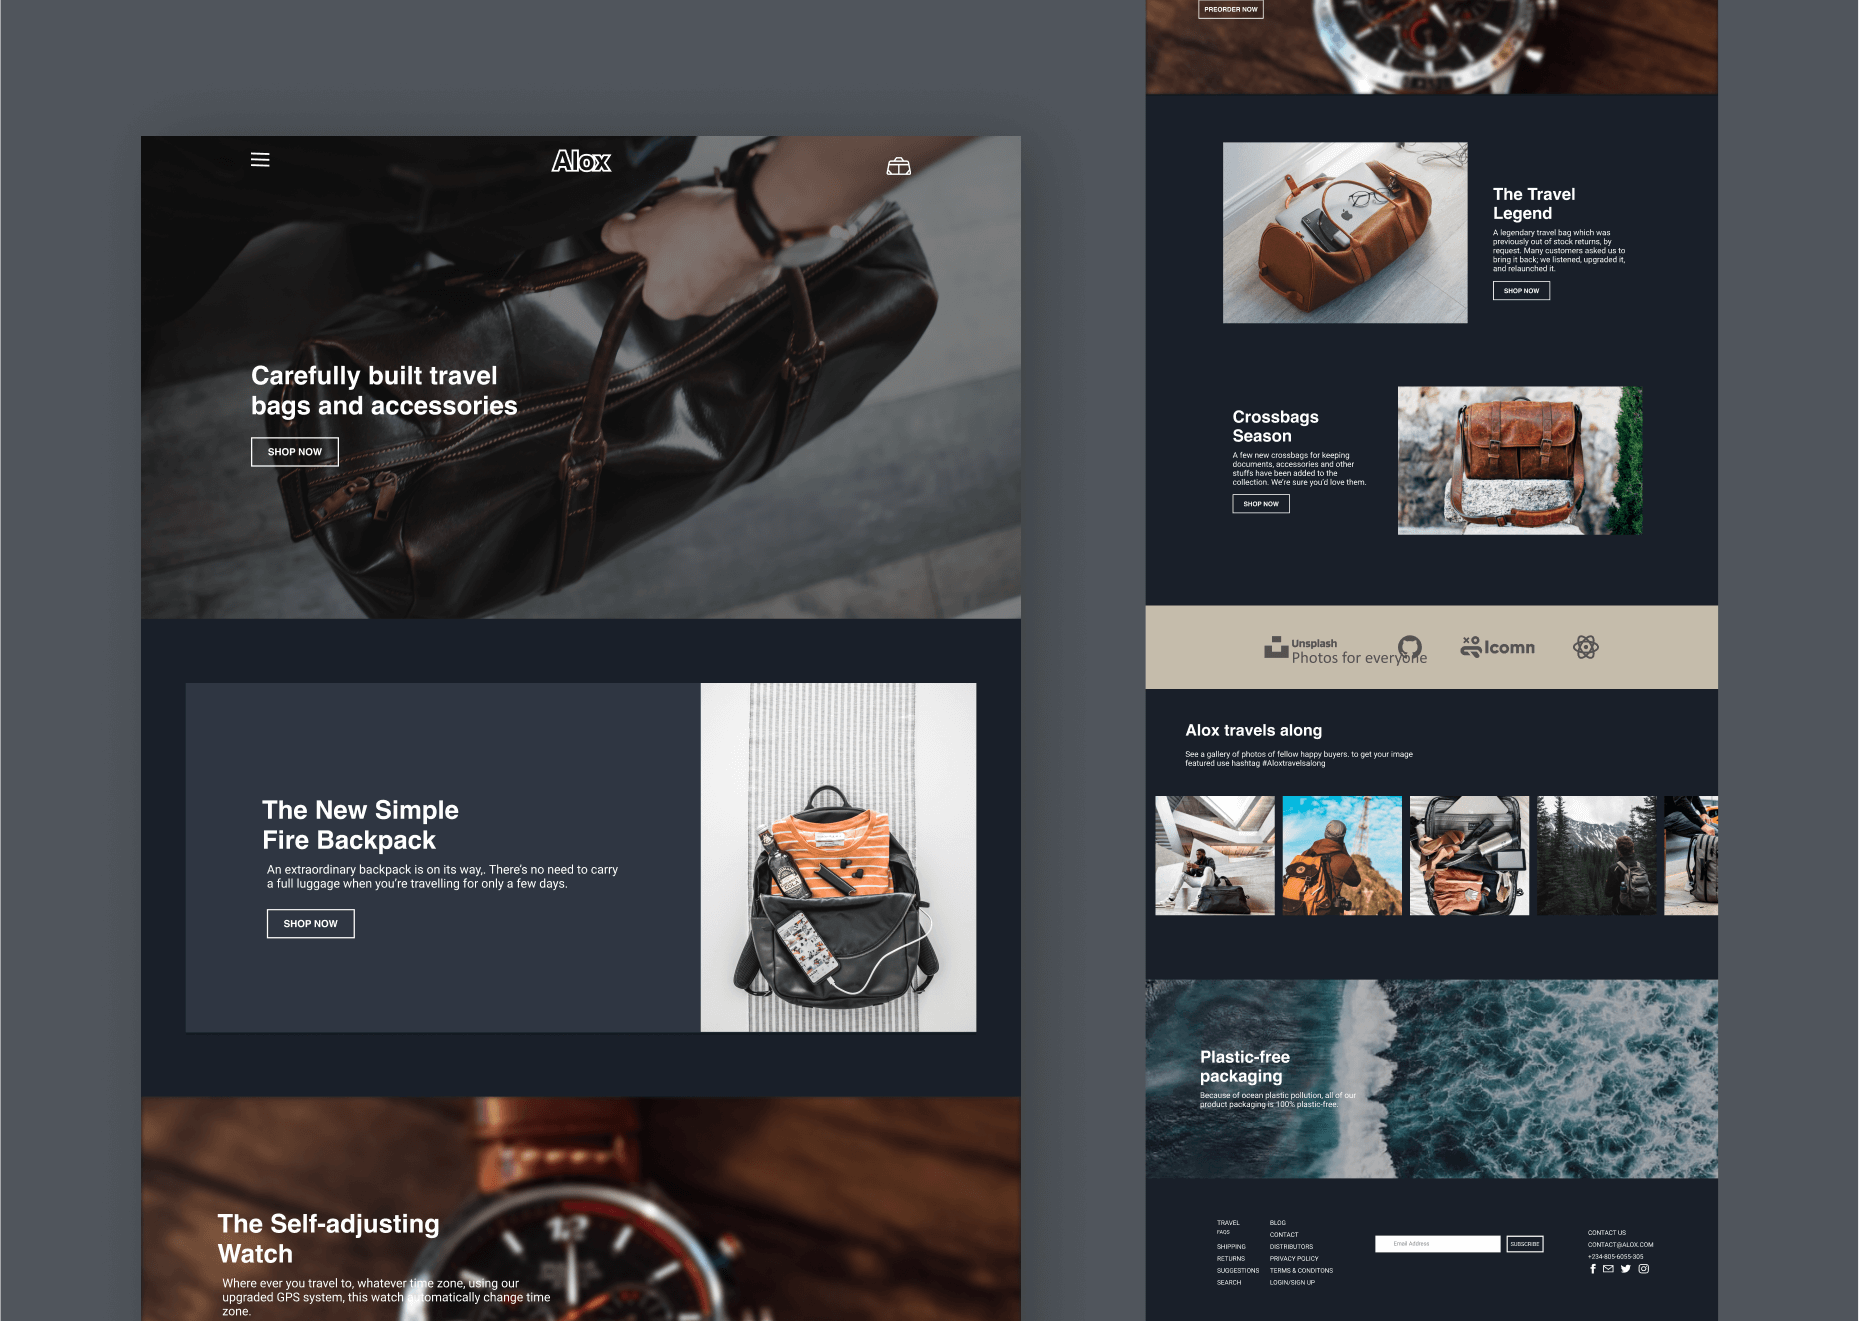 Alox
Carefully built travel
bags and accessories
SHOP NOW
The New Simple
Fire Backpack
An extraordinary backpack is on its way,. There's no need to carry
a full luggage when you're travelling for only a few days.
SHOP NOW
The Self-adjusting
Watch
Where ever you travel to, whatever time zone, using our
upgraded GPS system, this watch automatically change time
zone.
PREORDER NOW
The Travel
Legend
A legendary travel bag which was
previously out of stock returns, by
request. Many customers asked us to
bring it back; we listened, upgraded it,
and relaunched it.
SHOP NOW
Crossbags
Season
A few new crossbags for keeping
documents, accessories and other
stuffs have been added to the
collection. We're sure you'd love them.
SHOP NOW
Unsplash
Photos for everyone
Icomn
Alox travels along
See a gallery of photos of fellow happy buyers. to get your image
featured use hashtag #Aloxtravelsalong
Plastic-free
packaging
Because of ocean plastic pollution, all of our
product packaging is 100% plastic-free.
TRAVEL
FAQS
SHIPPING
RETURNS
SUGGESTIONS
SEARCH
BLOG
CONTACT
DISTRIBUTORS
PRIVACY POLICY
TERMS & CONDITONS
LOGIN/SIGN UP
Email Address
SUBSCRIBE
CONTACT US
CONTACT@ALOX.COM
+234-805-6055-305